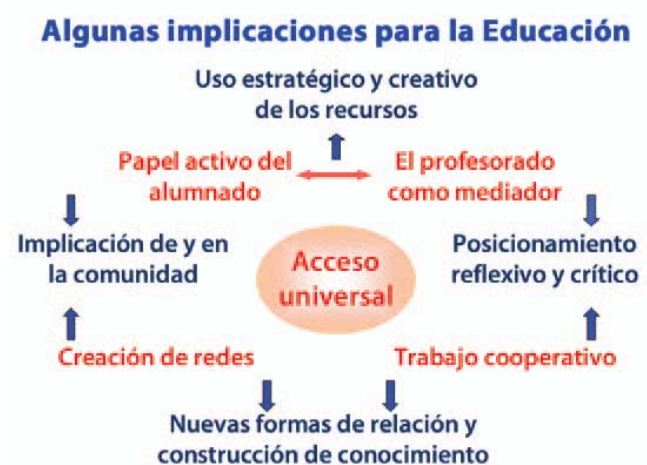 Algunas implicaciones para la Educación
Uso estratégico y creativo
de los recursos
Papel activo del
alumnado
El profesorado
como mediador
Implicación de y en
la comunidad
Acceso
universal
Posicionamiento
reflexivo y crítico
Creación de redes
Trabajo cooperativo
Nuevas formas de relación y
construcción de conocimiento